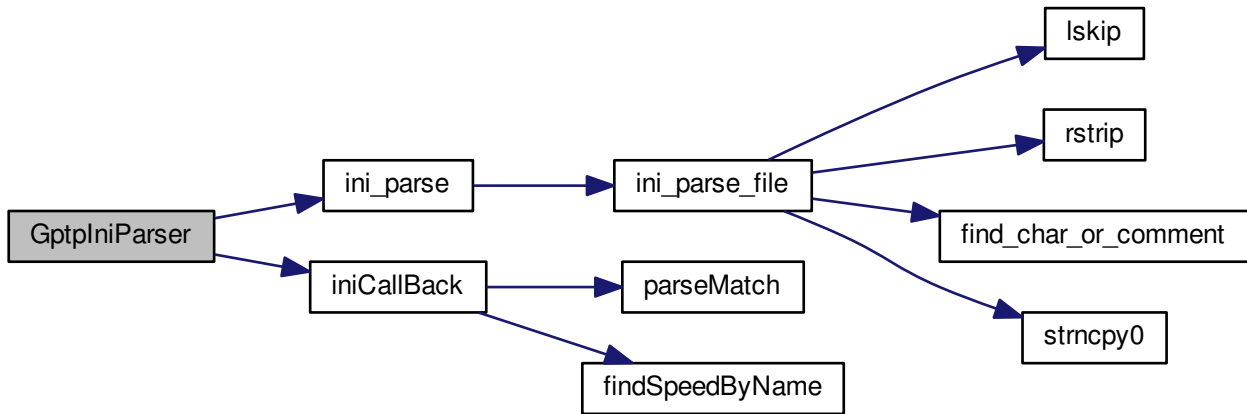 GptpIniParser
ini_parse
iniCallBack
ini_parse_file
parseMatch
findSpeedByName
lskip
rstrip
find_char_or_comment
strncpy0